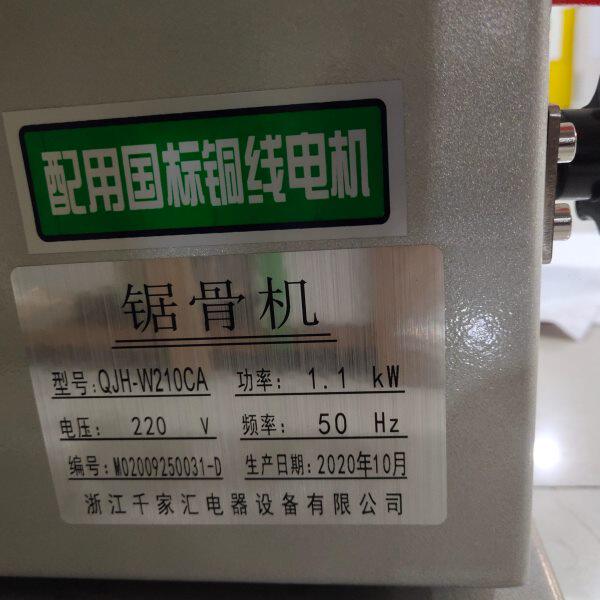 配用国标铜线电机
锯骨机
型号: QJH-W210CA 功率: 1.1 kW
电压: 220 V 频率: 50 Hz
编号: M02009250031-D 生产日期: 2020年10月
浙江千家汇电器设备有限公司